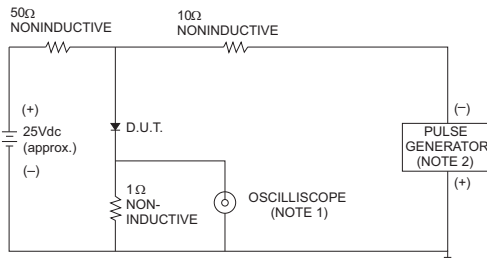 50Ω
NONINDUCTIVE
10Ω
NONINDUCTIVE
(+)
25Vdc
(approx.)
(–)
D.U.T.
1Ω
NON-
INDUCTIVE
OSCILLISCOPE
(NOTE 1)
(–)
PULSE
GENERATOR
(NOTE 2)
(+)